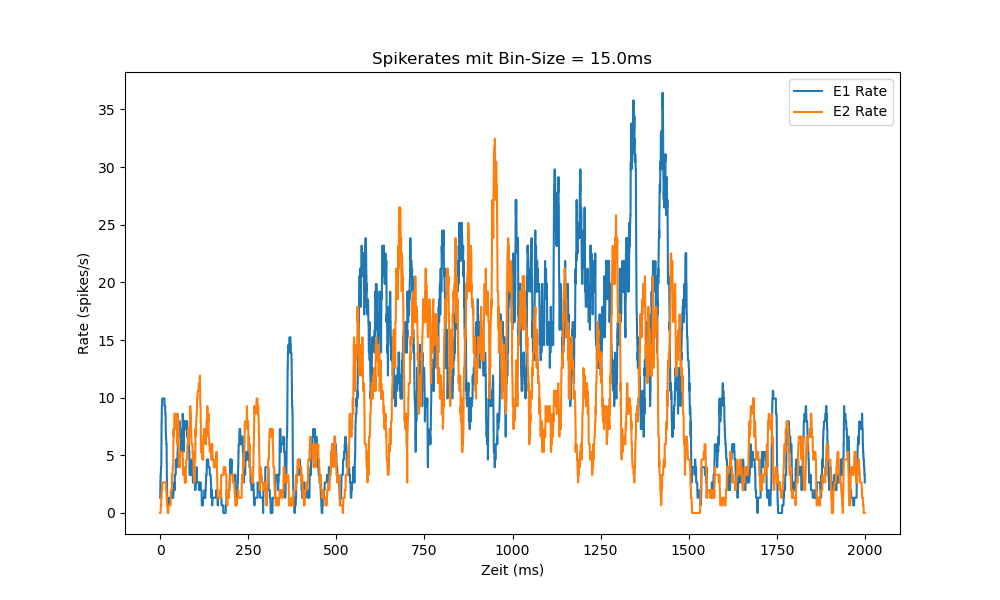 Spikerates mit Bin-Size = 15.0ms
E1 Rate
E2 Rate
Rate (spikes/s)
35
30
25
20
15
10
5
0
0 250 500 750 1000 1250 1500 1750 2000
Zeit (ms)